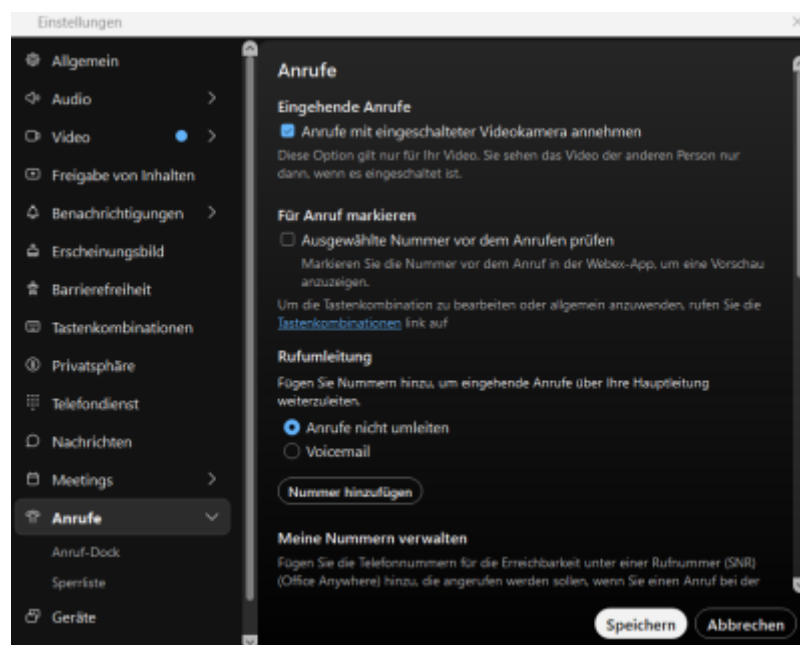 Einstellungen
Allgemein
Audio
Video
Freigabe von Inhalten
Benachrichtigungen
Erscheinungsbild
Barrierefreiheit
Tastenkombinationen
Privatsphäre
Telefondienst
Nachrichten
Meetings
Anrufe
Anruf-Dock
Sperrliste
Geräte
Anrufe
Eingehende Anrufe
Anrufe mit eingeschalteter Videokamera annehmen
Diese Option gilt nur für Ihr Video. Sie sehen das Video der anderen Person nur
dann, wenn es eingeschaltet ist.
Für Anruf markieren
Ausgewählte Nummer vor dem Anrufen prüfen
Markieren Sie die Nummer vor dem Anruf in der Webex-App, um eine Vorschau
anzuzeigen.
Um die Tastenkombination zu bearbeiten oder allgemein anzuwenden, rufen Sie die
Tastenkombinationen link auf
Rufumleitung
Fügen Sie Nummern hinzu, um eingehende Anrufe über Ihre Hauptleitung
weiterzuleiten.
Anrufe nicht umleiten
Voicemail
Nummer hinzufügen
Meine Nummern verwalten
Fügen Sie die Telefonnummern für die Erreichbarkeit unter einer Rufnummer (SNR)
(Office Anywhere) hinzu, die angerufen werden sollen, wenn Sie einen Anruf bei der
Speichern
Abbrechen